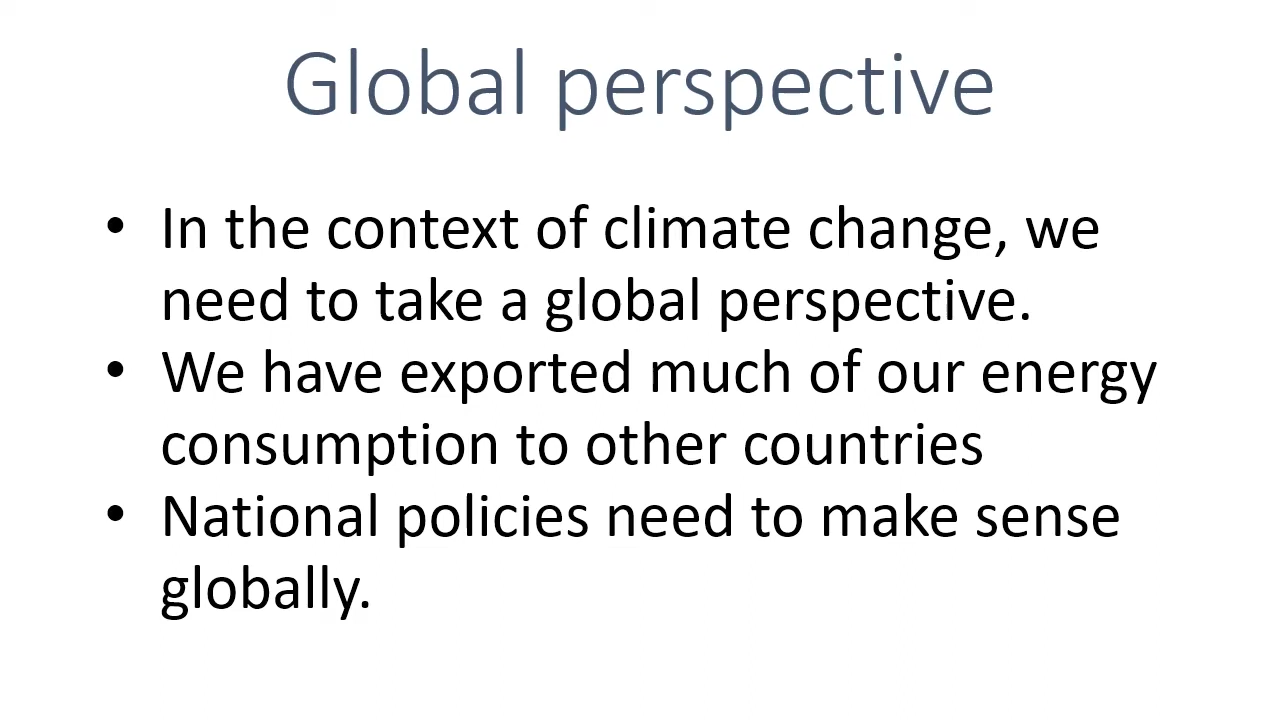 Global perspective
• In the context of climate change, we
need to take a global perspective.
• We have exported much of our energy
consumption to other countries
• National policies need to make sense
globally.